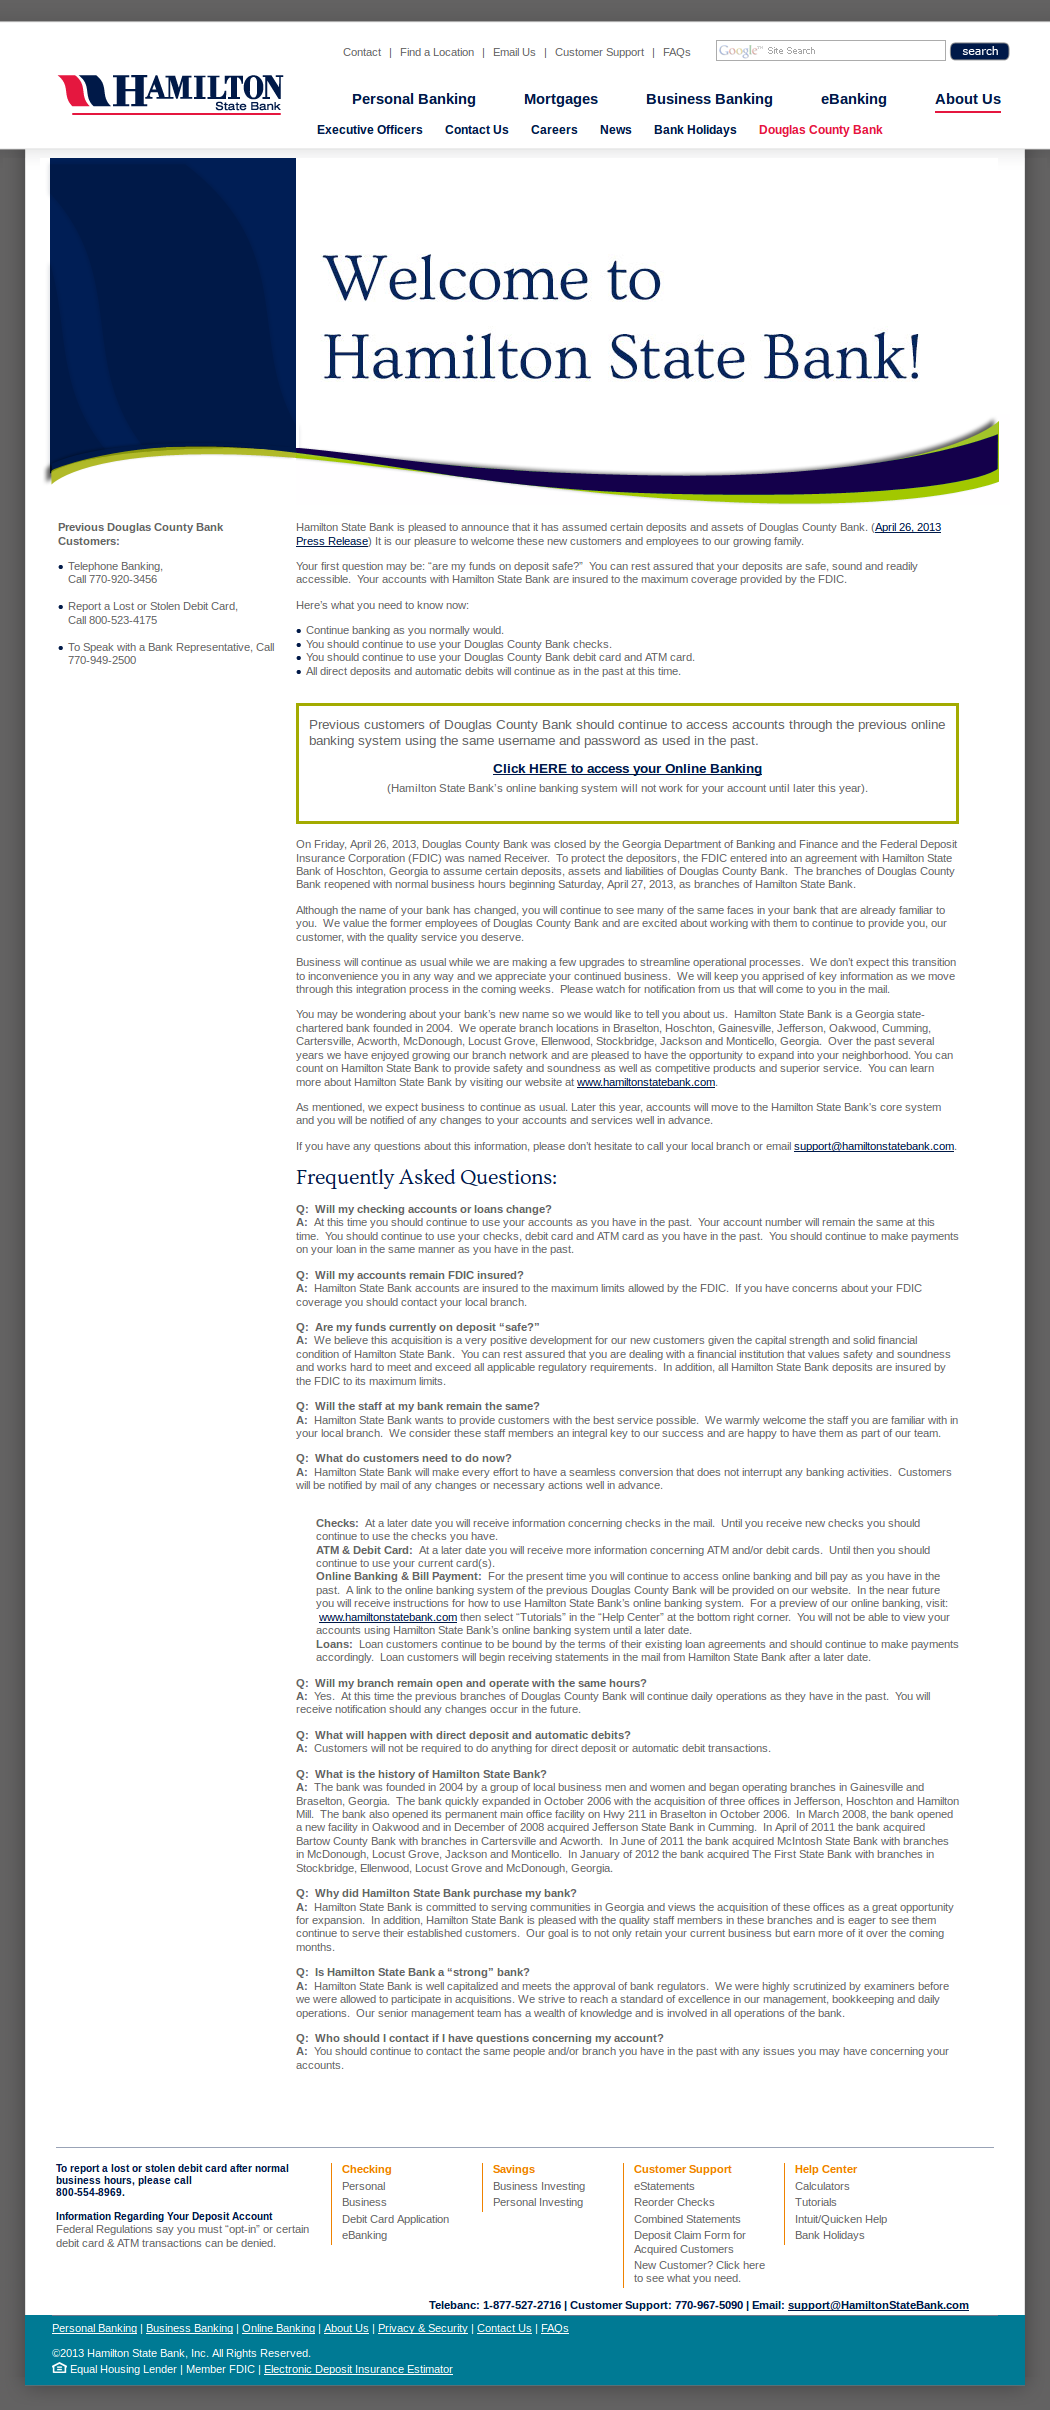 Contact | Find a Location | Email Us | Customer Support | FAQs
Google™ Site Search
search
HAMILTON
State Bank
Personal Banking Mortgages Business Banking eBanking About Us
Executive Officers Contact Us Careers News Bank Holidays Douglas County Bank
Welcome to
Hamilton State Bank!
Previous Douglas County Bank
Customers:
• Telephone Banking,
Call 770-920-3456
• Report a Lost or Stolen Debit Card,
Call 800-523-4175
• To Speak with a Bank Representative, Call
770-949-2500
Hamilton State Bank is pleased to announce that it has assumed certain deposits and assets of Douglas County Bank. (April 26, 2013
Press Release) It is our pleasure to welcome these new customers and employees to our growing family.
Your first question may be: “are my funds on deposit safe?”  You can rest assured that your deposits are safe, sound and readily
accessible.  Your accounts with Hamilton State Bank are insured to the maximum coverage provided by the FDIC.
Here’s what you need to know now:
• Continue banking as you normally would.
• You should continue to use your Douglas County Bank checks.
• You should continue to use your Douglas County Bank debit card and ATM card.
• All direct deposits and automatic debits will continue as in the past at this time.
Previous customers of Douglas County Bank should continue to access accounts through the previous online
banking system using the same username and password as used in the past.
Click HERE to access your Online Banking
(Hamilton State Bank’s online banking system will not work for your account until later this year).
On Friday, April 26, 2013, Douglas County Bank was closed by the Georgia Department of Banking and Finance and the Federal Deposit
Insurance Corporation (FDIC) was named Receiver.  To protect the depositors, the FDIC entered into an agreement with Hamilton State
Bank of Hoschton, Georgia to assume certain deposits, assets and liabilities of Douglas County Bank.  The branches of Douglas County
Bank reopened with normal business hours beginning Saturday, April 27, 2013, as branches of Hamilton State Bank.
Although the name of your bank has changed, you will continue to see many of the same faces in your bank that are already familiar to
you.  We value the former employees of Douglas County Bank and are excited about working with them to continue to provide you, our
customer, with the quality service you deserve.
Business will continue as usual while we are making a few upgrades to streamline operational processes.  We don’t expect this transition
to inconvenience you in any way and we appreciate your continued business.  We will keep you apprised of key information as we move
through this integration process in the coming weeks.  Please watch for notification from us that will come to you in the mail.
You may be wondering about your bank’s new name so we would like to tell you about us.  Hamilton State Bank is a Georgia state-
chartered bank founded in 2004.  We operate branch locations in Braselton, Hoschton, Gainesville, Jefferson, Oakwood, Cumming,
Cartersville, Acworth, McDonough, Locust Grove, Ellenwood, Stockbridge, Jackson and Monticello, Georgia.  Over the past several
years we have enjoyed growing our branch network and are pleased to have the opportunity to expand into your neighborhood. You can
count on Hamilton State Bank to provide safety and soundness as well as competitive products and superior service.  You can learn
more about Hamilton State Bank by visiting our website at www.hamiltonstatebank.com.
As mentioned, we expect business to continue as usual. Later this year, accounts will move to the Hamilton State Bank’s core system
and you will be notified of any changes to your accounts and services well in advance.
If you have any questions about this information, please don’t hesitate to call your local branch or email support@hamiltonstatebank.com.
Frequently Asked Questions:
Q:  Will my checking accounts or loans change?
A:  At this time you should continue to use your accounts as you have in the past.  Your account number will remain the same at this
time.  You should continue to use your checks, debit card and ATM card as you have in the past.  You should continue to make payments
on your loan in the same manner as you have in the past.
Q:  Will my accounts remain FDIC insured?
A:  Hamilton State Bank accounts are insured to the maximum limits allowed by the FDIC.  If you have concerns about your FDIC
coverage you should contact your local branch.
Q:  Are my funds currently on deposit “safe?”
A:  We believe this acquisition is a very positive development for our new customers given the capital strength and solid financial
condition of Hamilton State Bank.  You can rest assured that you are dealing with a financial institution that values safety and soundness
and works hard to meet and exceed all applicable regulatory requirements.  In addition, all Hamilton State Bank deposits are insured by
the FDIC to its maximum limits.
Q:  Will the staff at my bank remain the same?
A:  Hamilton State Bank wants to provide customers with the best service possible.  We warmly welcome the staff you are familiar with in
your local branch.  We consider these staff members an integral key to our success and are happy to have them as part of our team.
Q:  What do customers need to do now?
A:  Hamilton State Bank will make every effort to have a seamless conversion that does not interrupt any banking activities.  Customers
will be notified by mail of any changes or necessary actions well in advance.
Checks:  At a later date you will receive information concerning checks in the mail.  Until you receive new checks you should
continue to use the checks you have.
ATM & Debit Card:  At a later date you will receive more information concerning ATM and/or debit cards.  Until then you should
continue to use your current card(s).
Online Banking & Bill Payment:  For the present time you will continue to access online banking and bill pay as you have in the
past.  A link to the online banking system of the previous Douglas County Bank will be provided on our website.  In the near future
you will receive instructions for how to use Hamilton State Bank’s online banking system.  For a preview of our online banking, visit:
www.hamiltonstatebank.com then select “Tutorials” in the “Help Center” at the bottom right corner.  You will not be able to view your
accounts using Hamilton State Bank’s online banking system until a later date.
Loans:  Loan customers continue to be bound by the terms of their existing loan agreements and should continue to make payments
accordingly.  Loan customers will begin receiving statements in the mail from Hamilton State Bank after a later date.
Q:  Will my branch remain open and operate with the same hours?
A:  Yes.  At this time the previous branches of Douglas County Bank will continue daily operations as they have in the past.  You will
receive notification should any changes occur in the future.
Q:  What will happen with direct deposit and automatic debits?
A:  Customers will not be required to do anything for direct deposit or automatic debit transactions.
Q:  What is the history of Hamilton State Bank?
A:  The bank was founded in 2004 by a group of local business men and women and began operating branches in Gainesville and
Braselton, Georgia.  The bank quickly expanded in October 2006 with the acquisition of three offices in Jefferson, Hoschton and Hamilton
Mill.  The bank also opened its permanent main office facility on Hwy 211 in Braselton in October 2006.  In March 2008, the bank opened
a new facility in Oakwood and in December of 2008 acquired Jefferson State Bank in Cumming.  In April of 2011 the bank acquired
Bartow County Bank with branches in Cartersville and Acworth.  In June of 2011 the bank acquired McIntosh State Bank with branches
in McDonough, Locust Grove, Jackson and Monticello.  In January of 2012 the bank acquired The First State Bank with branches in
Stockbridge, Ellenwood, Locust Grove and McDonough, Georgia.
Q:  Why did Hamilton State Bank purchase my bank?
A:  Hamilton State Bank is committed to serving communities in Georgia and views the acquisition of these offices as a great opportunity
for expansion.  In addition, Hamilton State Bank is pleased with the quality staff members in these branches and is eager to see them
continue to serve their established customers.  Our goal is to not only retain your current business but earn more of it over the coming
months.
Q:  Is Hamilton State Bank a “strong” bank?
A:  Hamilton State Bank is well capitalized and meets the approval of bank regulators.  We were highly scrutinized by examiners before
we were allowed to participate in acquisitions. We strive to reach a standard of excellence in our management, bookkeeping and daily
operations.  Our senior management team has a wealth of knowledge and is involved in all operations of the bank.
Q:  Who should I contact if I have questions concerning my account?
A:  You should continue to contact the same people and/or branch you have in the past with any issues you may have concerning your
accounts.
To report a lost or stolen debit card after normal
business hours, please call
800-554-8969.
Information Regarding Your Deposit Account
Federal Regulations say you must “opt-in” or certain
debit card & ATM transactions can be denied.
Checking
Personal
Business
Debit Card Application
eBanking
Savings
Business Investing
Personal Investing
Customer Support
eStatements
Reorder Checks
Combined Statements
Deposit Claim Form for
Acquired Customers
New Customer? Click here
to see what you need.
Help Center
Calculators
Tutorials
Intuit/Quicken Help
Bank Holidays
Telebanc: 1-877-527-2716 | Customer Support: 770-967-5090 | Email: support@HamiltonStateBank.com
Personal Banking | Business Banking | Online Banking | About Us | Privacy & Security | Contact Us | FAQs
©2013 Hamilton State Bank, Inc. All Rights Reserved.
Equal Housing Lender | Member FDIC | Electronic Deposit Insurance Estimator